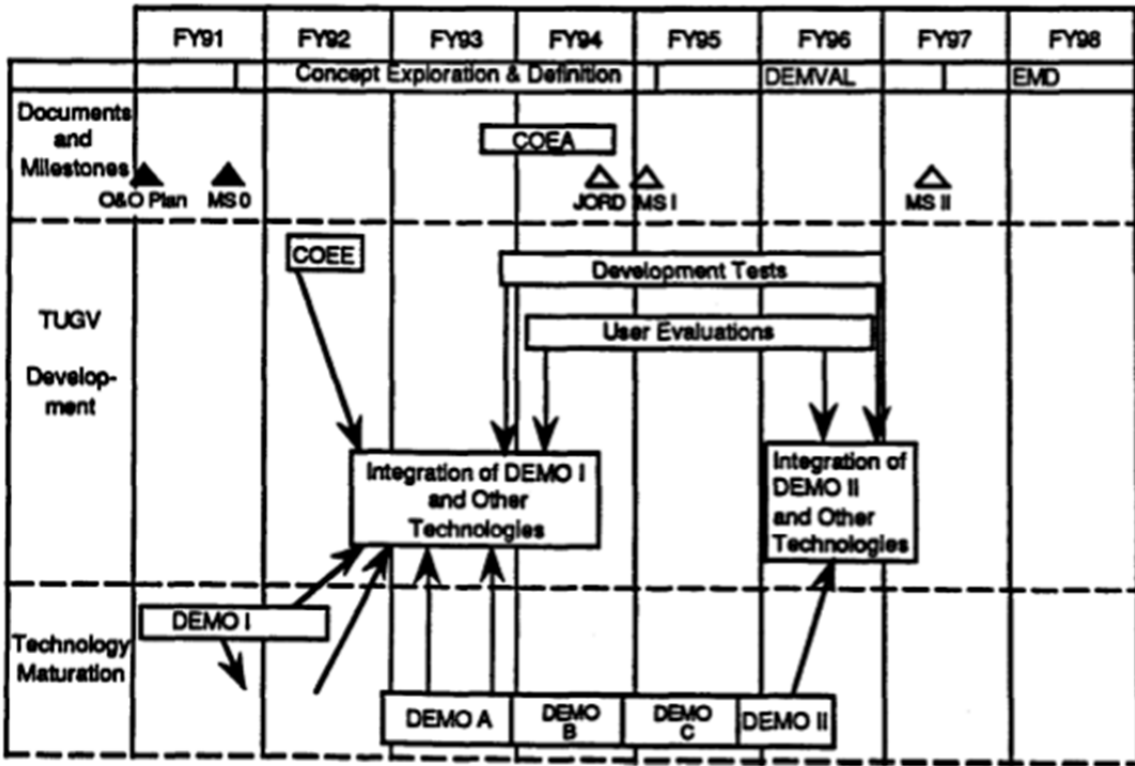 FY91 FY92 FY93 FY94 FY95 FY96 FY97 FY98
Concept Exploration & Definition DEMVAL EMD
Documents
and
Milestones
COEA
O&O Plan MS 0 JORD MS I MS II
COEE
Development Tests
User Evaluations
TUGV
Develop-
ment
Integration of DEMO I
and Other
Technologies
Integration of
DEMO II
and Other
Technologies
Technology
Maturation
DEMO I
DEMO A
DEMO
B
DEMO
C
DEMO II